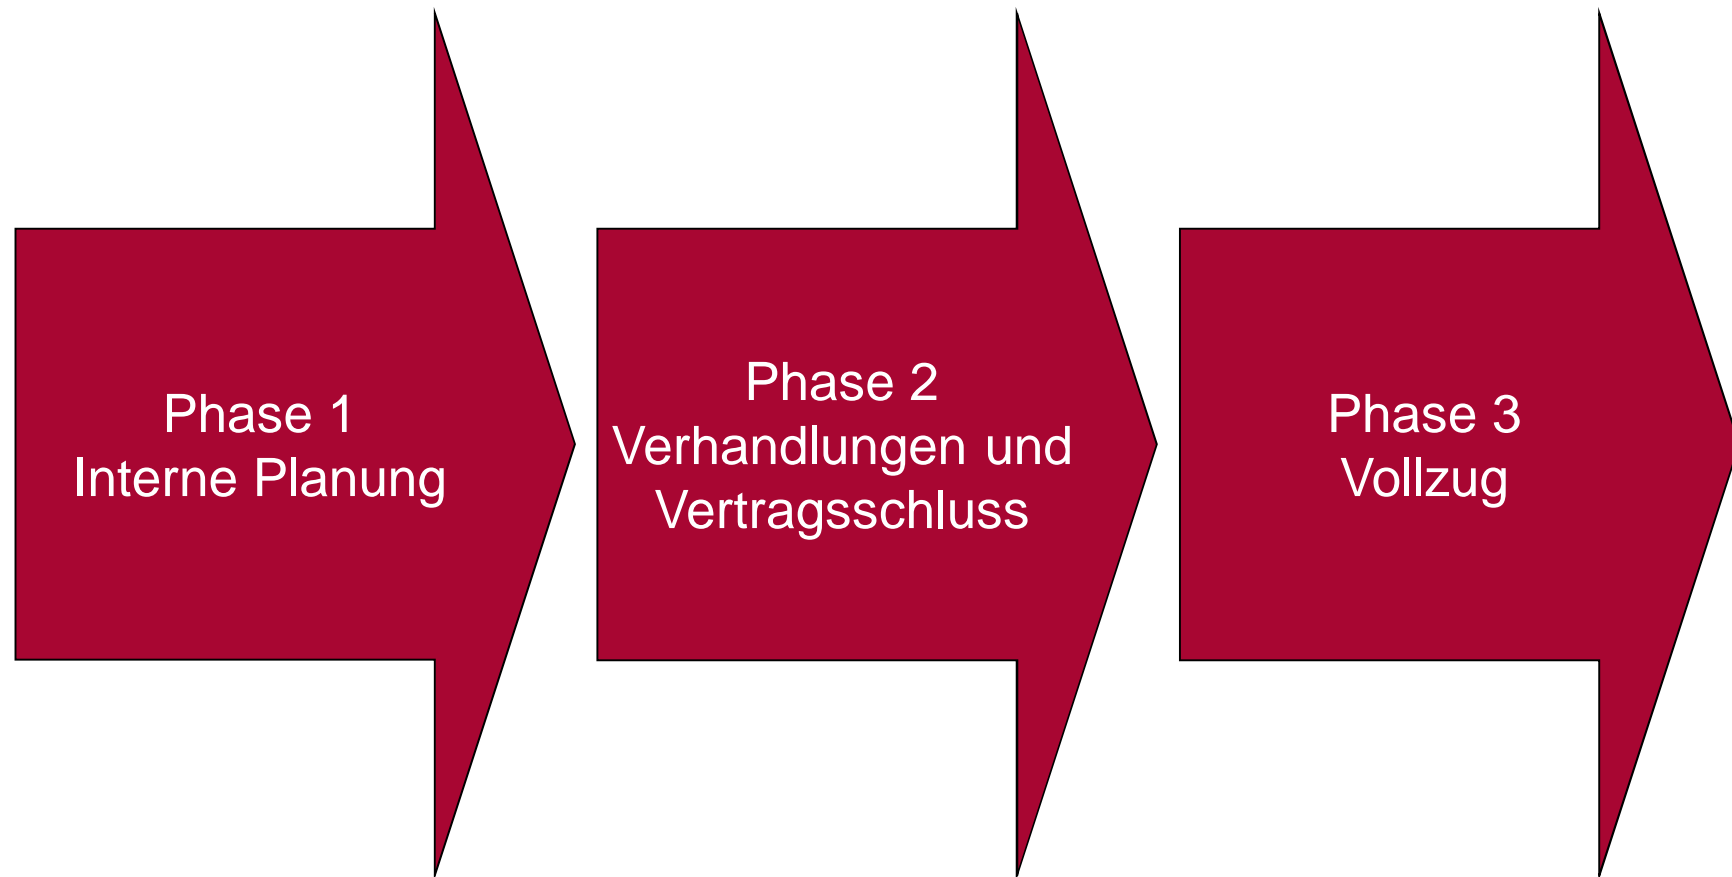 Phase 1
Interne Planung
Phase 2
Verhandlungen und
Vertragsschluss
Phase 3
Vollzug